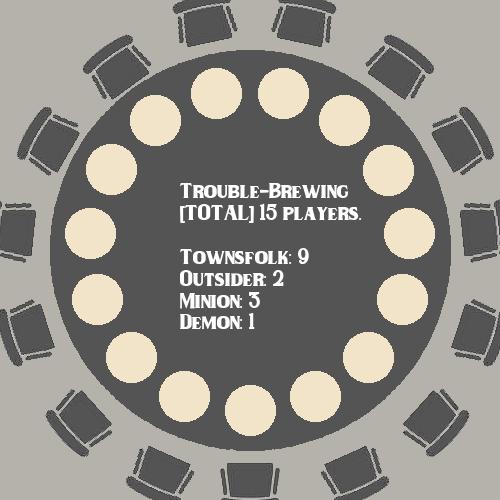 Trouble-Brewing
[TOTAL] 15 players.
Townsfolk: 9
Outsider: 2
Minion: 3
Demon: 1